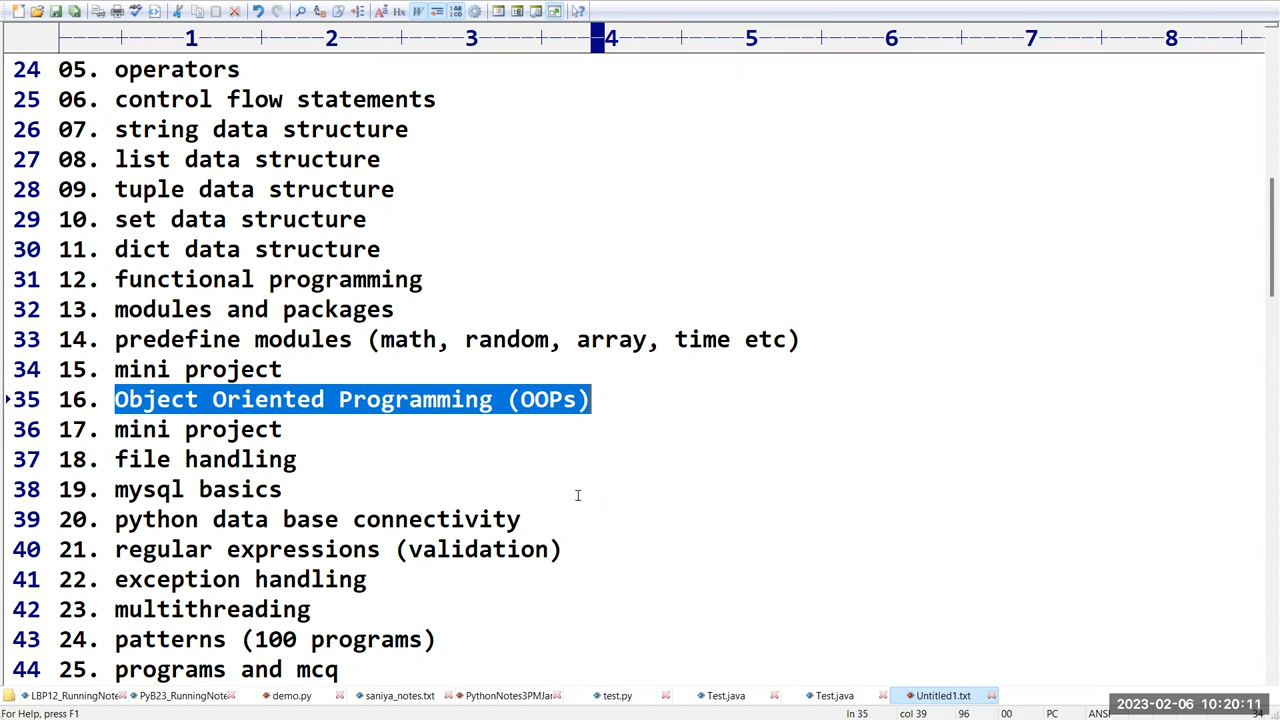 1 2 3 4 5 6 7 8
24 05. operators
25 06. control flow statements
26 07. string data structure
27 08. list data structure
28 09. tuple data structure
29 10. set data structure
30 11. dict data structure
31 12. functional programming
32 13. modules and packages
33 14. predefine modules (math, random, array, time etc)
34 15. mini project
35 16. Object Oriented Programming (OOPs)
36 17. mini project
37 18. file handling
38 19. mysql basics
39 20. python data base connectivity
40 21. regular expressions (validation)
41 22. exception handling
42 23. multithreading
43 24. patterns (100 programs)
44 25. programs and mcq
LBP12_RunningNote PyB23_RunningNote demo.py saniya_notes.txt PythonNotes3PMJan test.py Test.java Test.java Untitled1.txt
2023-02-06 10:20:11
For Help, press F1 ln 35 col 39 96 00 PC ANSI 34